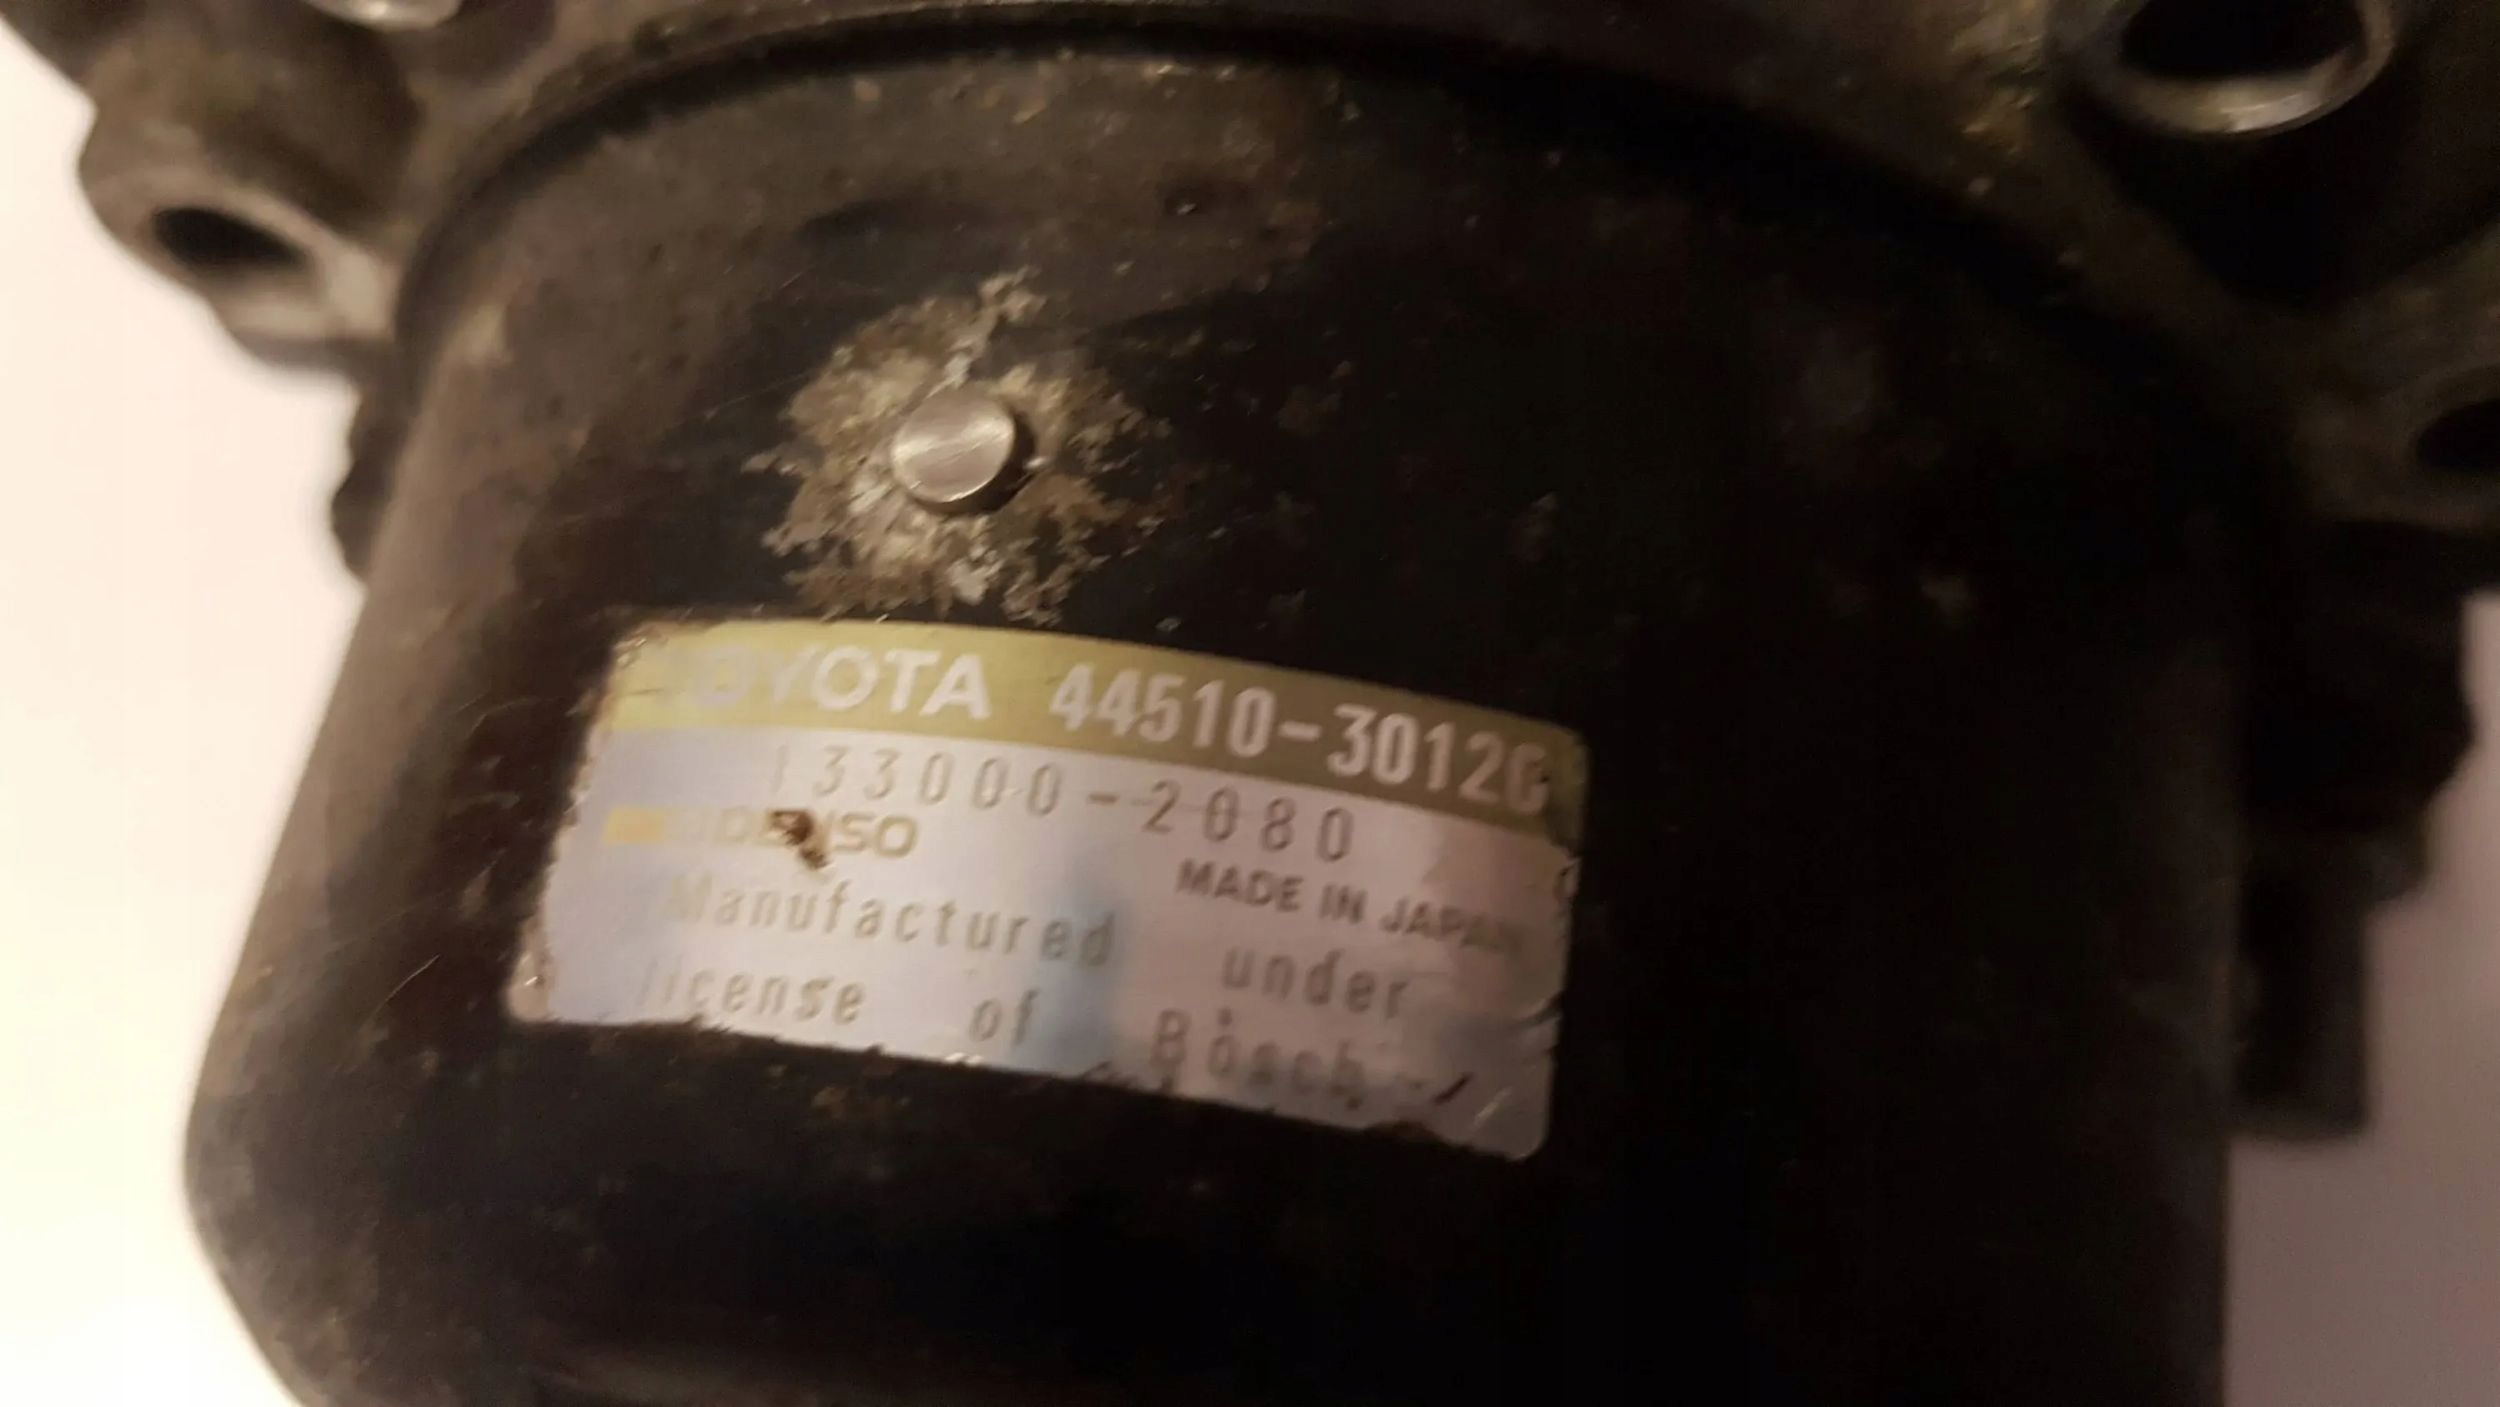 TOYOTA 44510-30120
133000-2080
DENSO
MADE IN JAPAN
Manufactured under
license of Bosch